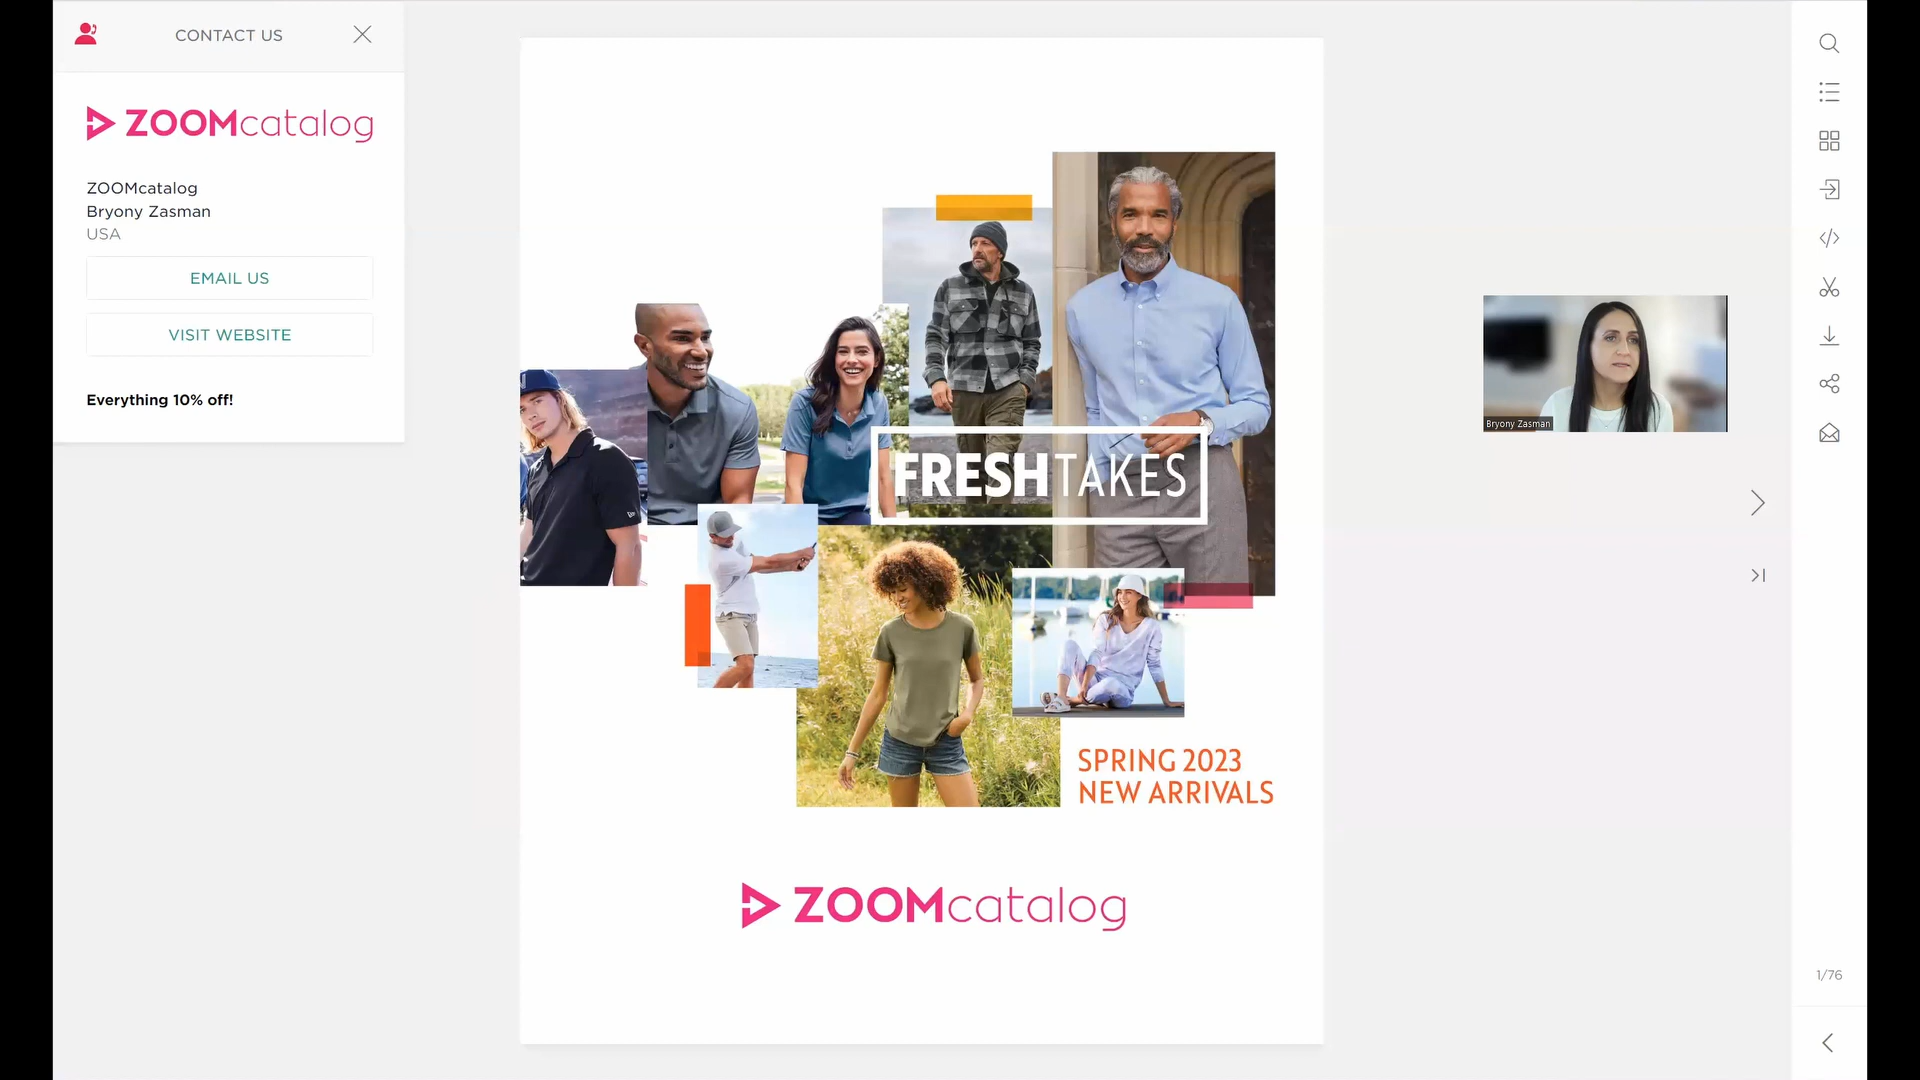 CONTACT US
ZOOMcatalog
ZOOMcatalog
Bryony Zasman
USA
EMAIL US
VISIT WEBSITE
Everything 10% off!
FRESHTAKES
SPRING 2023
NEW ARRIVALS
ZOOMcatalog
Bryony Zasman
1/76